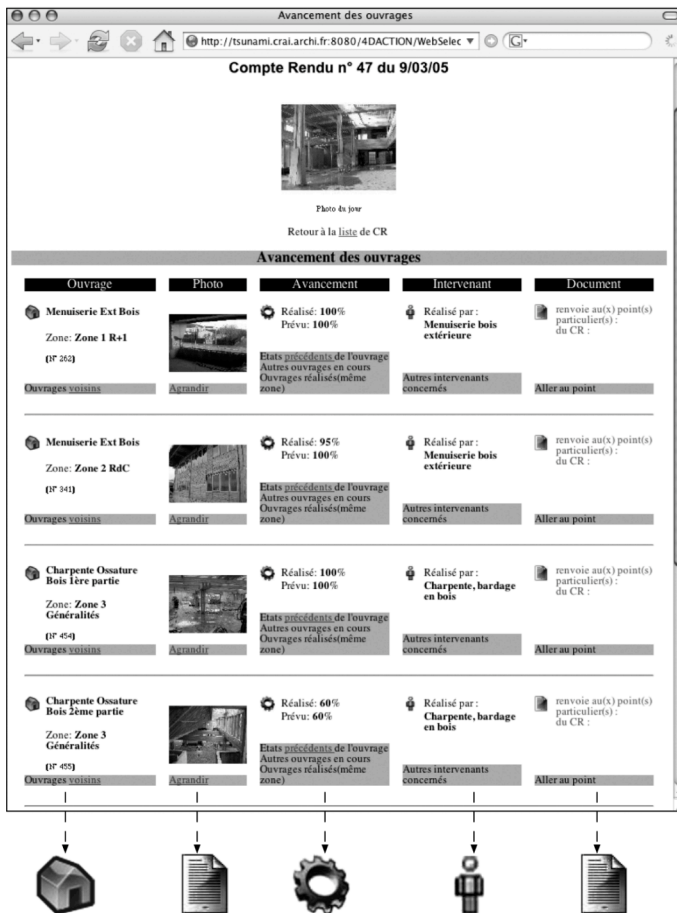 Avancement des ouvrages
http://tsunami.crai.archi.fr:8080/4DACTION/WebSelec
G
Compte Rendu n° 47 du 9/03/05
Photo du jour
Retour à la liste de CR
Avancement des ouvrages
Ouvrage Photo Avancement Intervenant Document
Menuiserie Ext Bois
Zone: Zone 1 R+1
(N° 262)
Ouvrages voisins
Agrandir
Réalisé: 100%
Prévu: 100%
Etats précédents de l'ouvrage
Autres ouvrages en cours
Ouvrages réalisés(même
zone)
Réalisé par :
Menuiserie bois
extérieure
Autres intervenants
concernés
renvoie au(x) point(s)
particulier(s) :
du CR :
Aller au point
Menuiserie Ext Bois
Zone: Zone 2 RdC
(N° 341)
Ouvrages voisins
Agrandir
Réalisé: 95%
Prévu: 100%
Etats précédents de l'ouvrage
Autres ouvrages en cours
Ouvrages réalisés(même
zone)
Réalisé par :
Menuiserie bois
extérieure
Autres intervenants
concernés
renvoie au(x) point(s)
particulier(s) :
du CR :
Aller au point
Charpente Ossature
Bois 1ère partie
Zone: Zone 3
Généralités
(N° 454)
Ouvrages voisins
Agrandir
Réalisé: 100%
Prévu: 100%
Etats précédents de l'ouvrage
Autres ouvrages en cours
Ouvrages réalisés(même
zone)
Réalisé par :
Charpente, bardage
en bois
Autres intervenants
concernés
renvoie au(x) point(s)
particulier(s) :
du CR :
Aller au point
Charpente Ossature
Bois 2ème partie
Zone: Zone 3
Généralités
(N° 455)
Ouvrages voisins
Agrandir
Réalisé: 60%
Prévu: 60%
Etats précédents de l'ouvrage
Autres ouvrages en cours
Ouvrages réalisés(même
zone)
Réalisé par :
Charpente, bardage
en bois
Autres intervenants
concernés
renvoie au(x) point(s)
particulier(s) :
du CR :
Aller au point